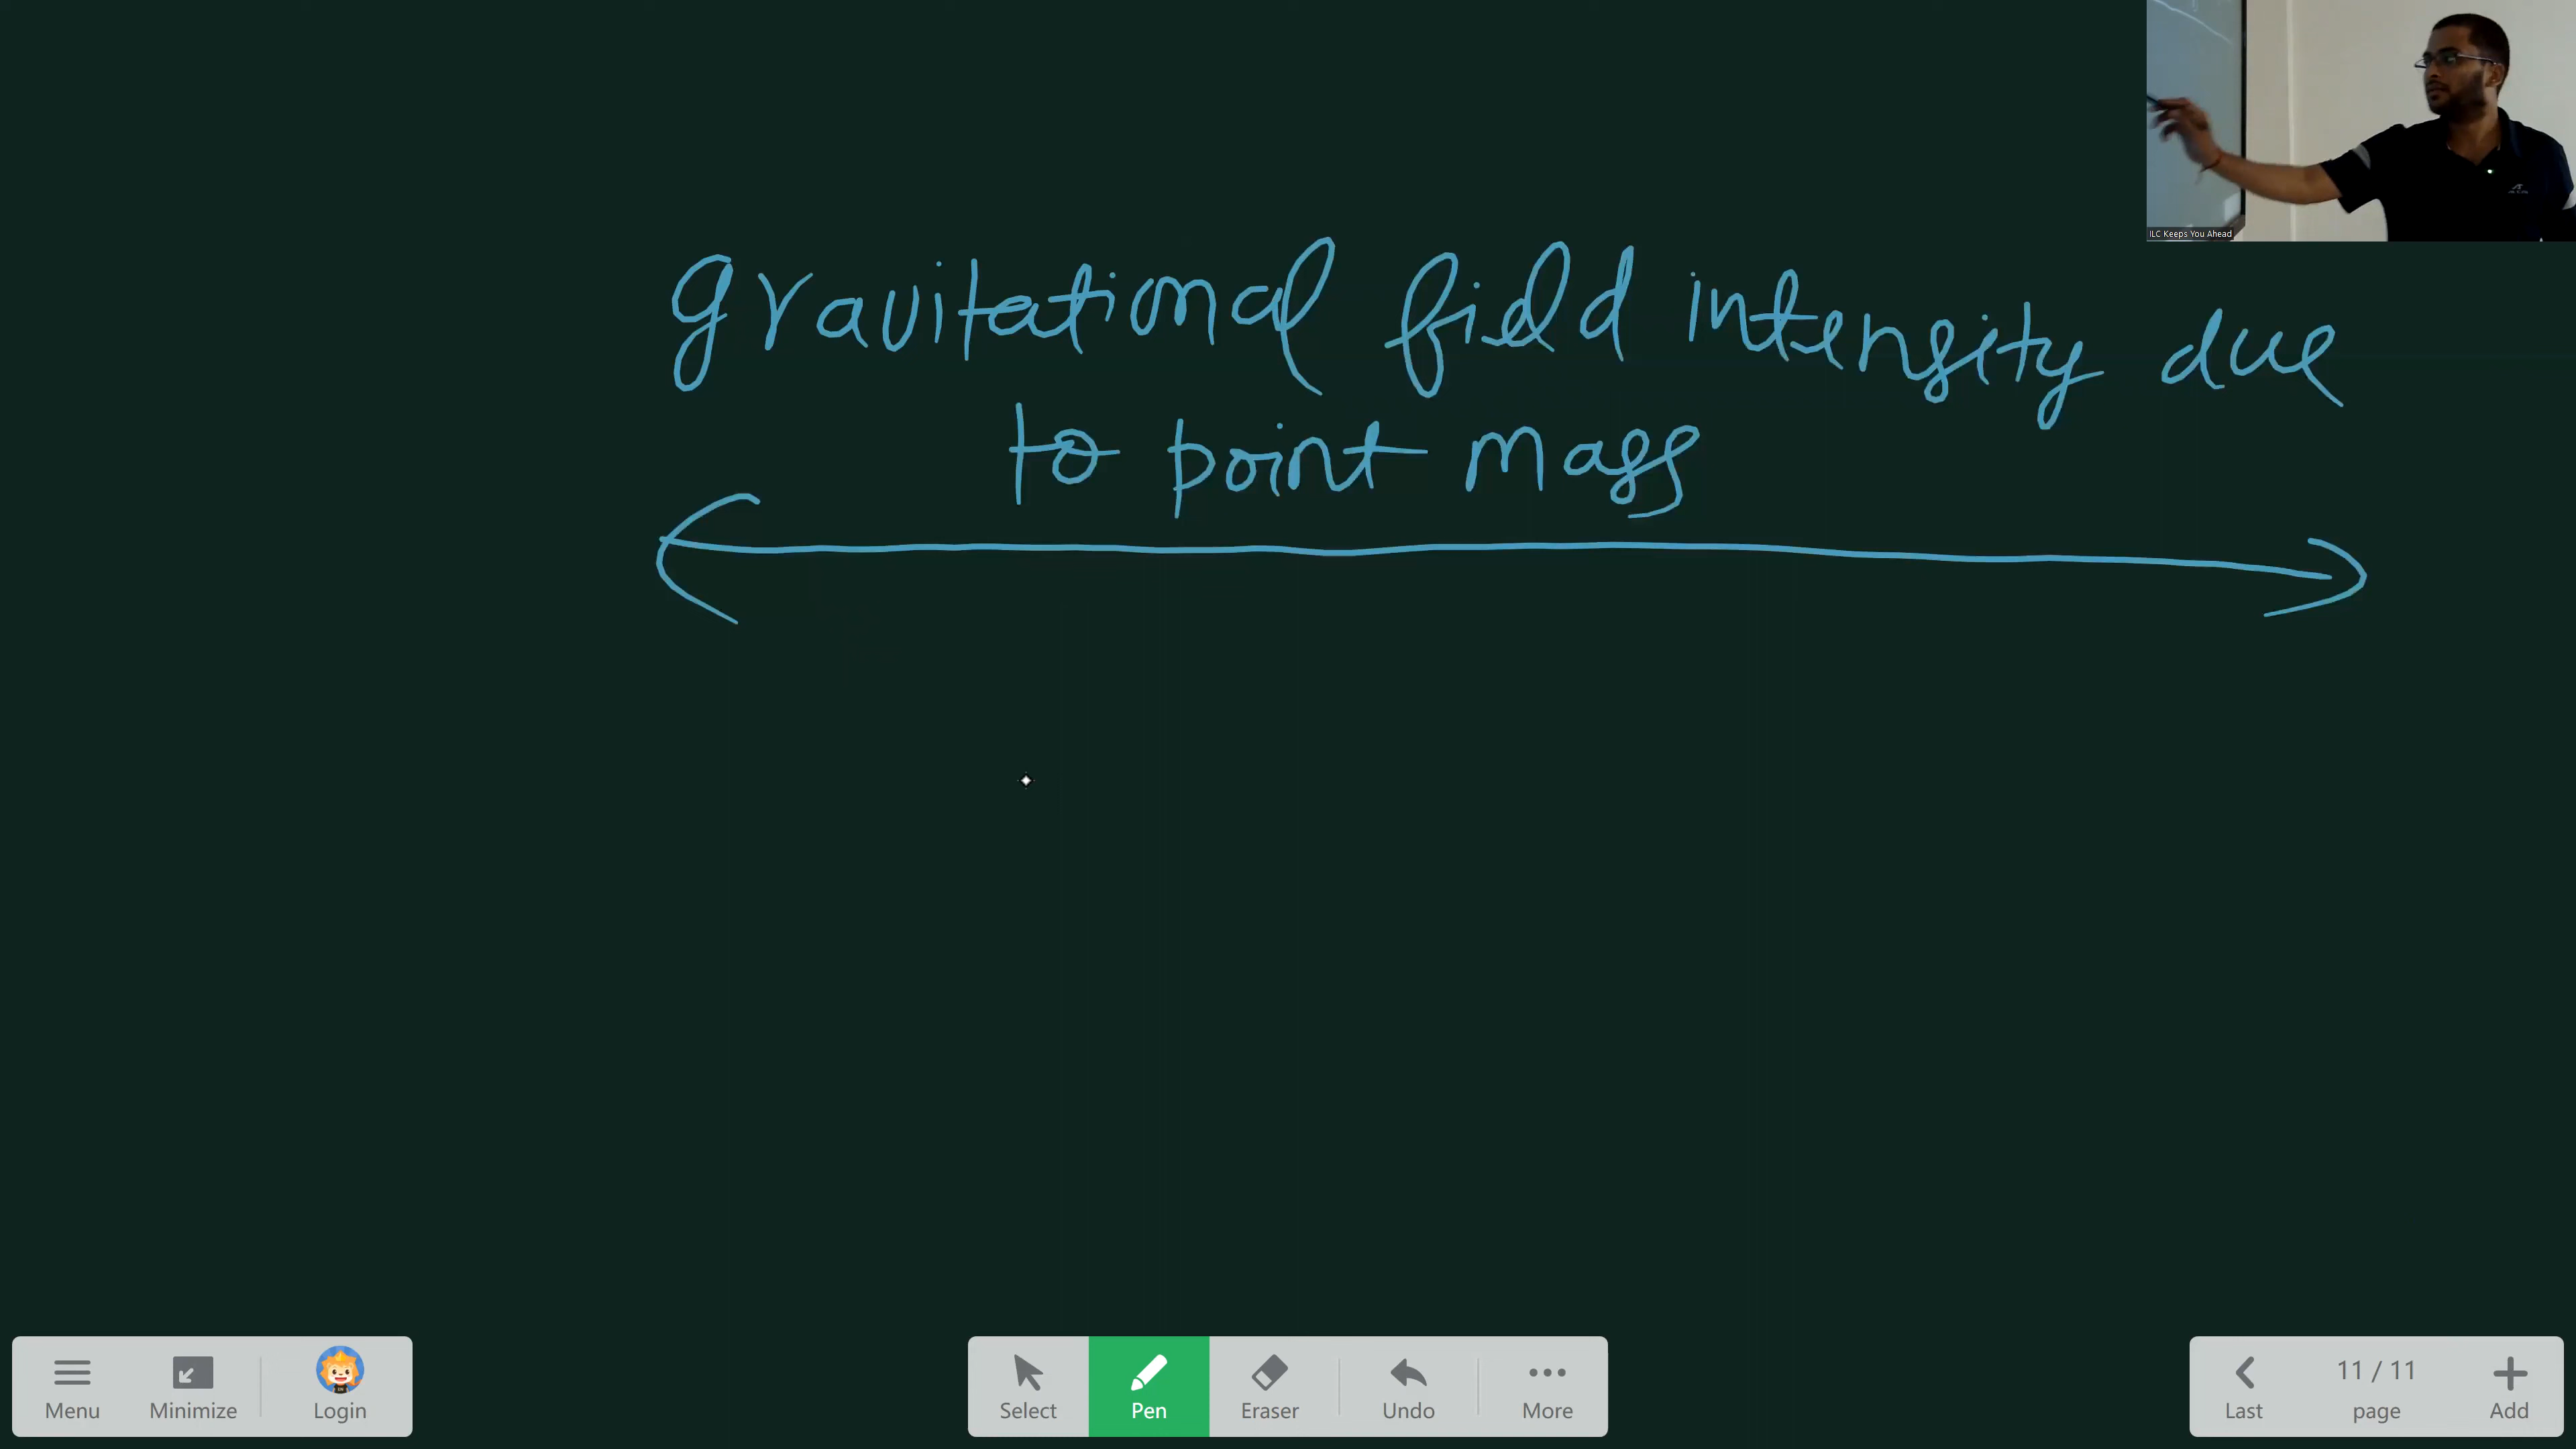 ILC Keeps You Ahead
gravitational field intensity due
to point mass
Menu
Minimize
Login
Select
Pen
Eraser
Undo
More
Last
11 / 11
page
Add